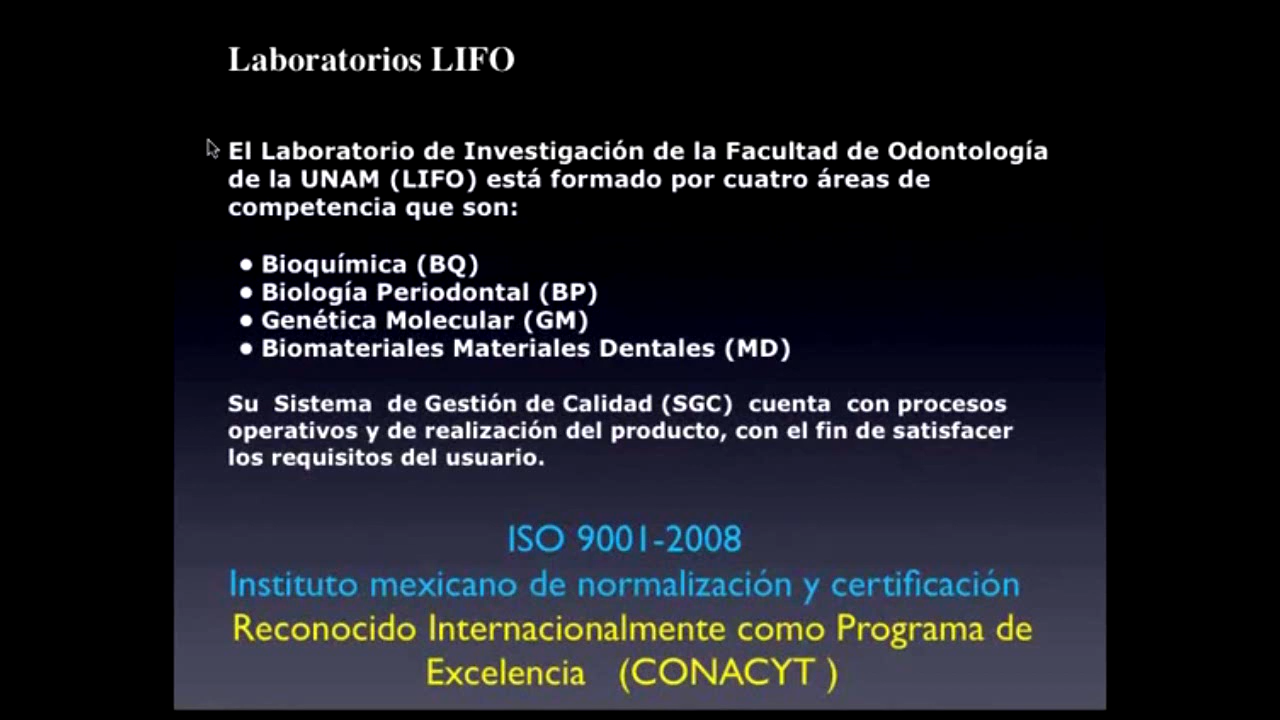 Laboratorios LIFO
El Laboratorio de Investigación de la Facultad de Odontología
de la UNAM (LIFO) está formado por cuatro áreas de
competencia que son:
• Bioquímica (BQ)
• Biología Periodontal (BP)
• Genética Molecular (GM)
• Biomateriales Materiales Dentales (MD)
Su Sistema de Gestión de Calidad (SGC) cuenta con procesos
operativos y de realización del producto, con el fin de satisfacer
los requisitos del usuario.
ISO 9001-2008
Instituto mexicano de normalización y certificación
Reconocido Internacionalmente como Programa de
Excelencia (CONACYT )